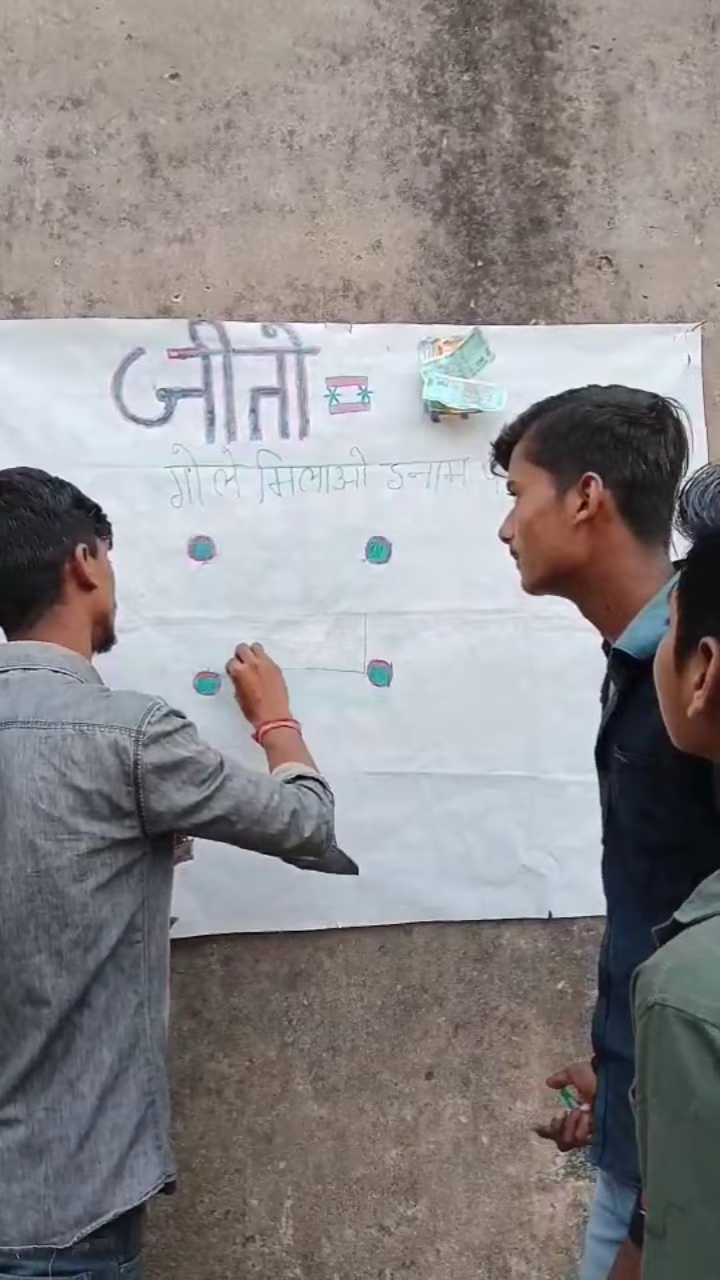 जीतो =
गोले मिलाओ इनाम